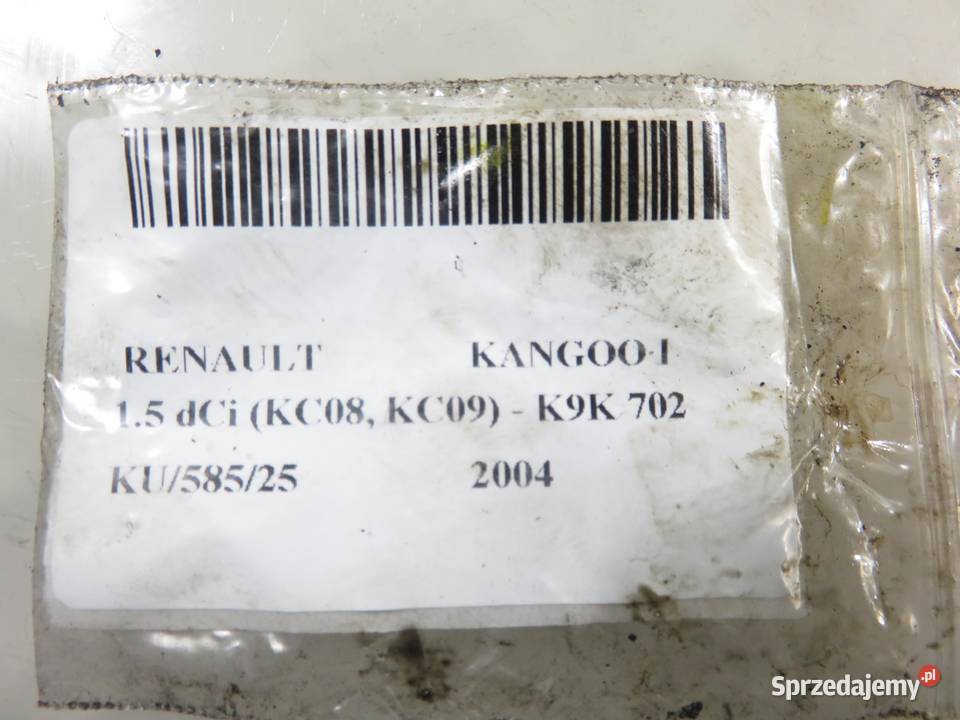 RENAULT KANGOO I
1.5 dCi (KC08, KC09) - K9K 702
KU/585/25 2004
Sprzedajemy.pl